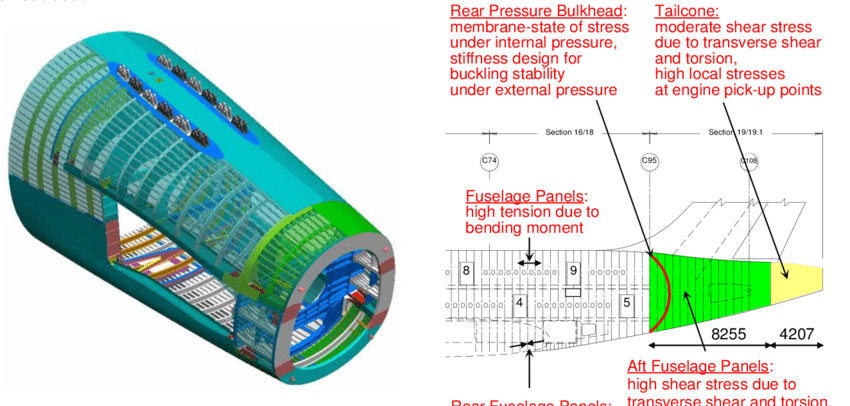 Rear Pressure Bulkhead:
membrane-state of stress
under internal pressure,
stiffness design for
buckling stability
under external pressure
Tailcone:
moderate shear stress
due to transverse shear
and torsion,
high local stresses
at engine pick-up points
Section 16/18
Section 19/19.1
C74
C95
C108
Fuselage Panels:
high tension due to
bending moment
8
9
4
5
8255
4207
Aft Fuselage Panels:
high shear stress due to
transverse shear and torsion,
Rear Fuselage Panels: